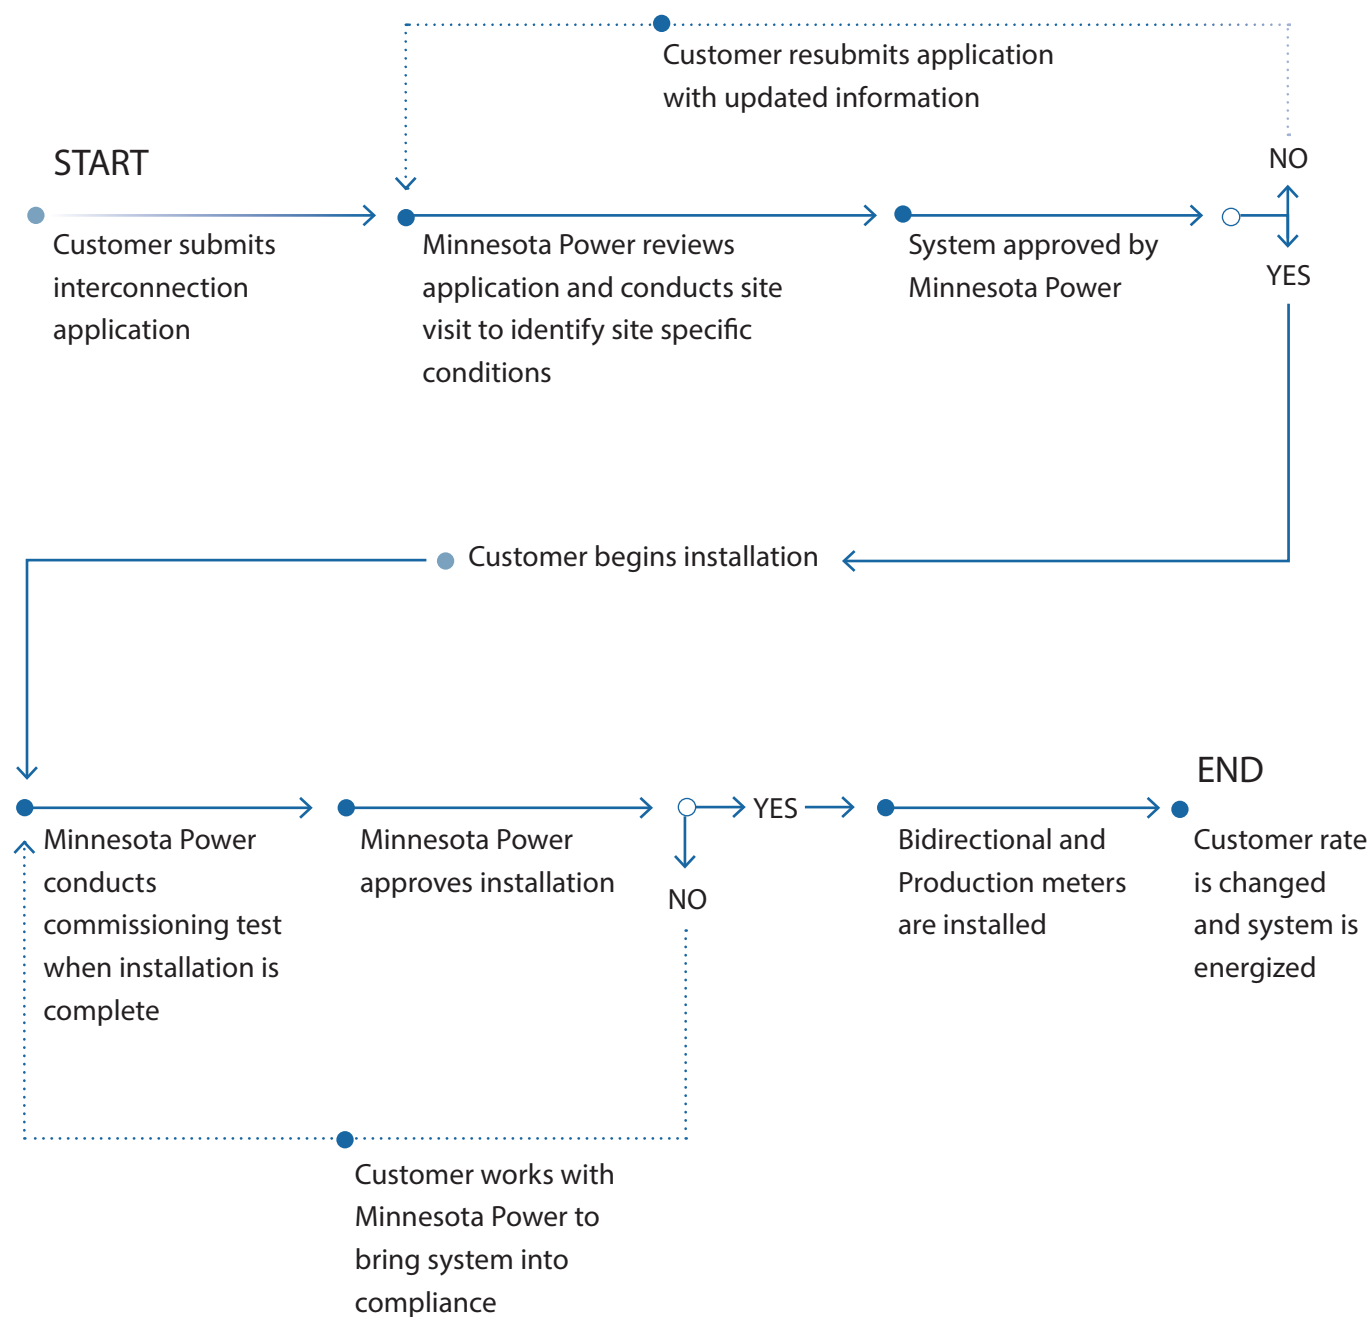 Customer resubmits application
with updated information
START
NO
Customer submits
interconnection
application
Minnesota Power reviews
application and conducts site
visit to identify site specific
conditions
System approved by
Minnesota Power
YES
Customer begins installation
END
Minnesota Power
conducts
commissioning test
when installation is
complete
Minnesota Power
approves installation
YES
NO
Bidirectional and
Production meters
are installed
Customer rate
is changed
and system is
energized
Customer works with
Minnesota Power to
bring system into
compliance